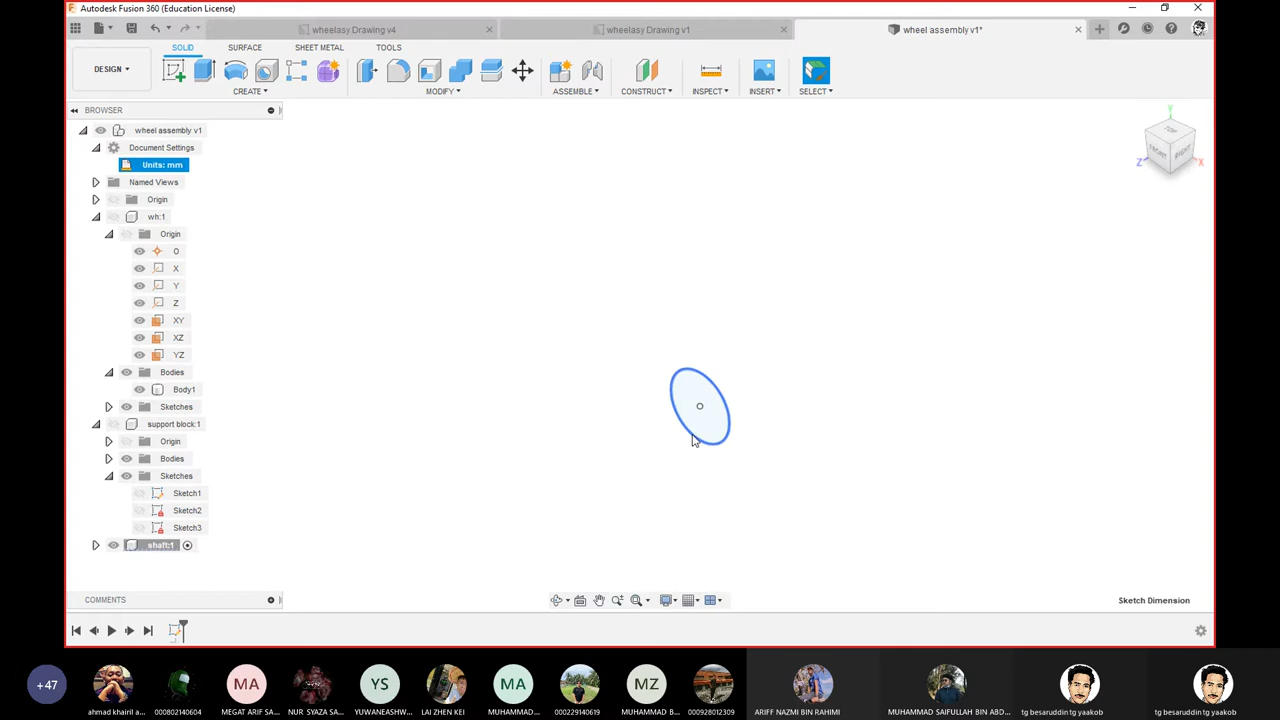 Autodesk Fusion 360 (Education License)
wheelasy Drawing v4
wheelasy Drawing v1
wheel assembly v1*
SOLID
SURFACE
SHEET METAL
TOOLS
DESIGN
CREATE
MODIFY
ASSEMBLE
CONSTRUCT
INSPECT
INSERT
SELECT
BROWSER
wheel assembly v1
Document Settings
Units: mm
Named Views
Origin
wh:1
Origin
O
X
Y
Z
XY
XZ
YZ
Bodies
Body1
Sketches
support block:1
Origin
Bodies
Sketches
Sketch1
Sketch2
Sketch3
shaft:1
Y
TOP
FRONT
RIGHT
Z
X
COMMENTS
Sketch Dimension
+47
MA
YS
MA
MZ
ahmad khairil a...
000802140604
MEGAT ARIF SA...
NUR SYAZA SA...
YUWANEASHW...
LAI ZHEN KEI
MUHAMMAD...
000229140619
MUHAMMAD B...
000928012309
ARIFF NAZMI BIN RAHIMI
MUHAMMAD SAIFULLAH BIN ABD...
tg besaruddin tg yaakob
tg besaruddin tg yaakob